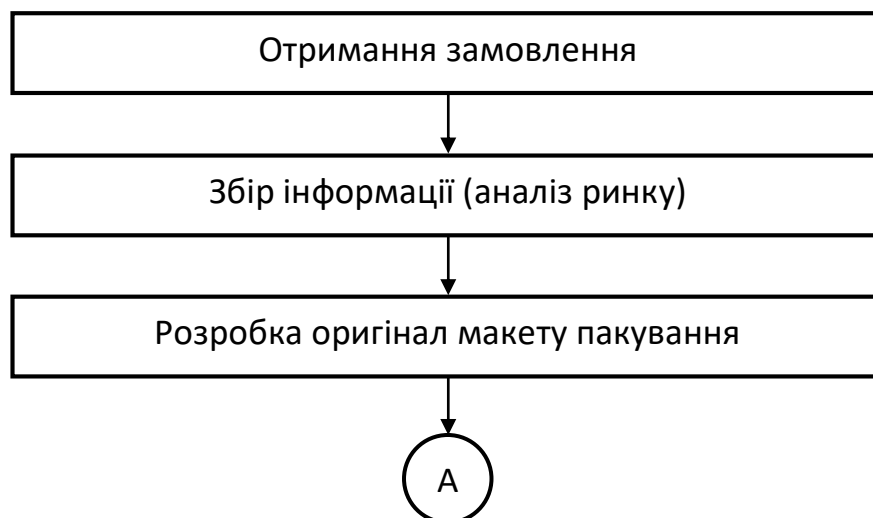 Отримання замовлення
Збір інформації (аналіз ринку)
Розробка оригінал макету пакування
А